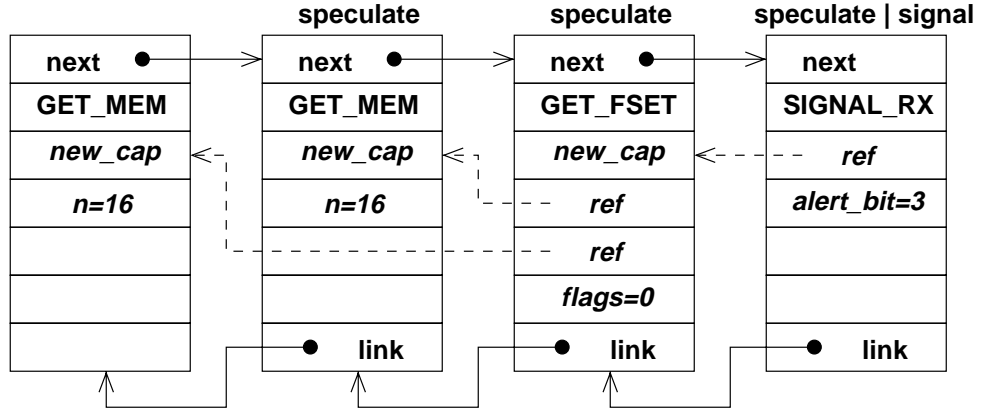 speculate speculate speculate | signal
next next next next
GET_MEM GET_MEM GET_FSET SIGNAL_RX
new_cap new_cap new_cap ref
n=16 n=16 ref alert_bit=3
ref
flags=0
link link link